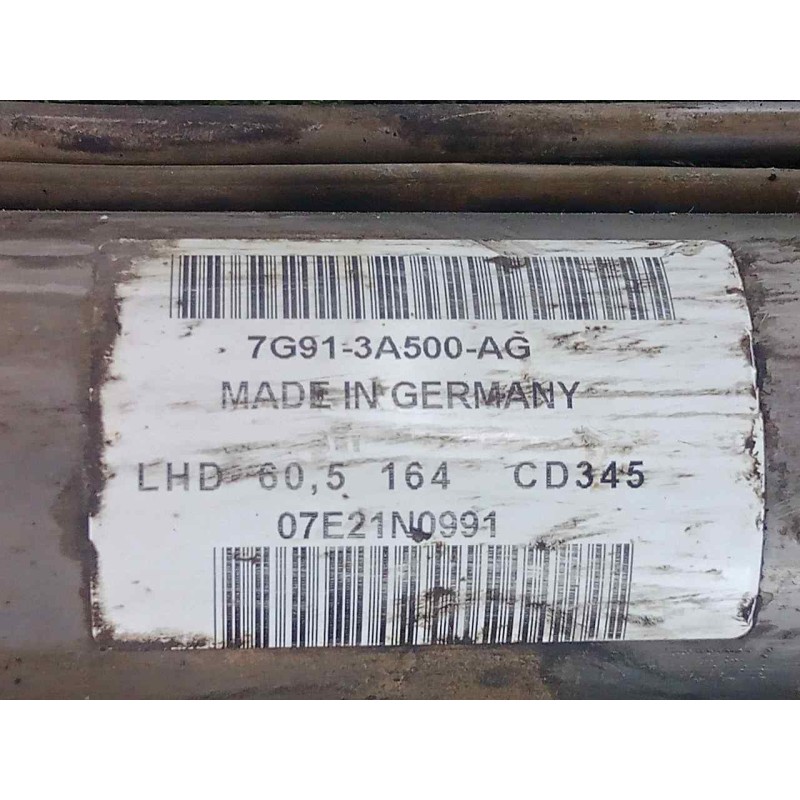 7G91-3A500-AG
MADE IN GERMANY
LHD 60,5 164 CD345
07E21N0991